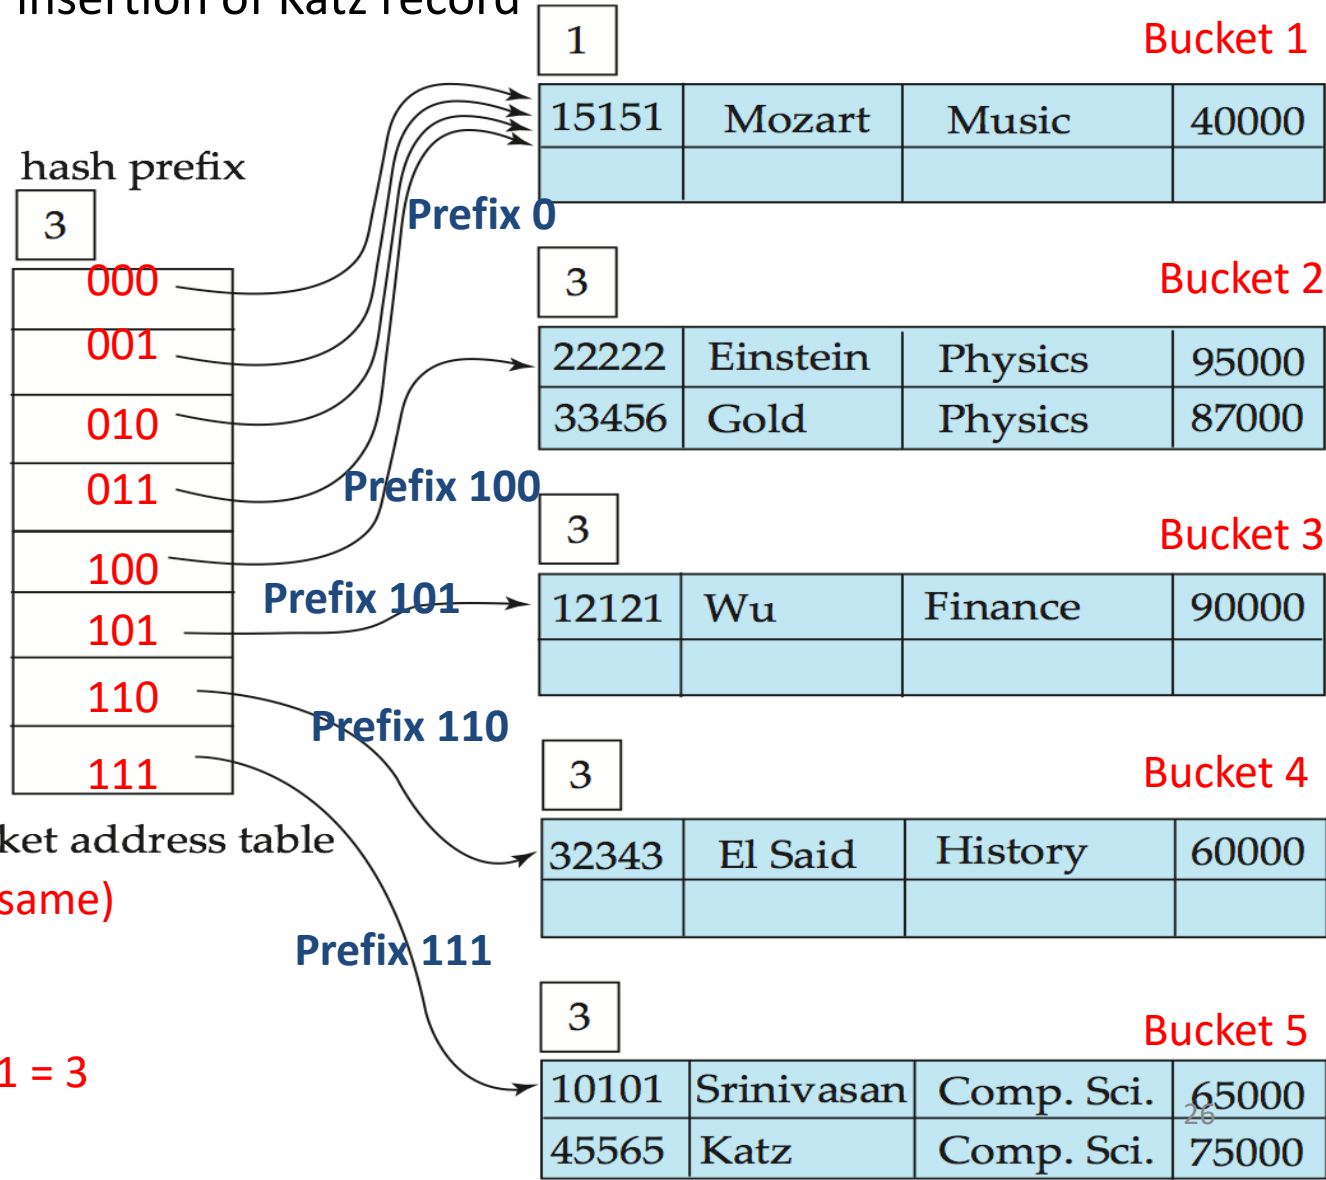 insertion of Katz record
hash prefix
3
000
001
010
011
100
101
110
111
ket address table
same)
1 = 3
Prefix 0
Prefix 100
Prefix 101
Prefix 110
Prefix 111
1
Bucket 1
15151 Mozart Music 40000
3
Bucket 2
22222 Einstein Physics 95000
33456 Gold Physics 87000
3
Bucket 3
12121 Wu Finance 90000
3
Bucket 4
32343 El Said History 60000
3
Bucket 5
10101 Srinivasan Comp. Sci. 65000
26
45565 Katz Comp. Sci. 75000